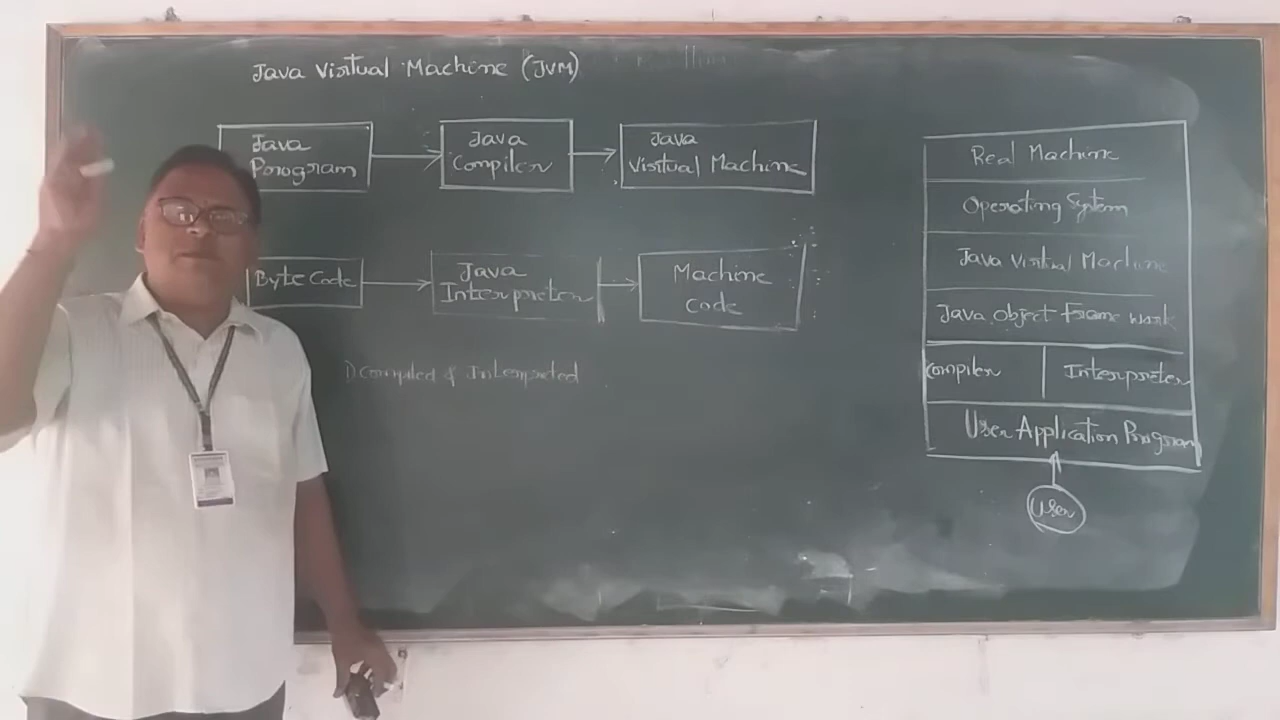 Java Virtual Machine (JVM)
Java
Program
Java
Compiler
Java
Virtual Machine
Byte Code
Java
Interpreter
Machine
Code
1) Compiled & Interpreted
Real Machine
Operating System
Java Virtual Machine
Java Object Frame work
Compiler
Interpreter
User Application Program
User